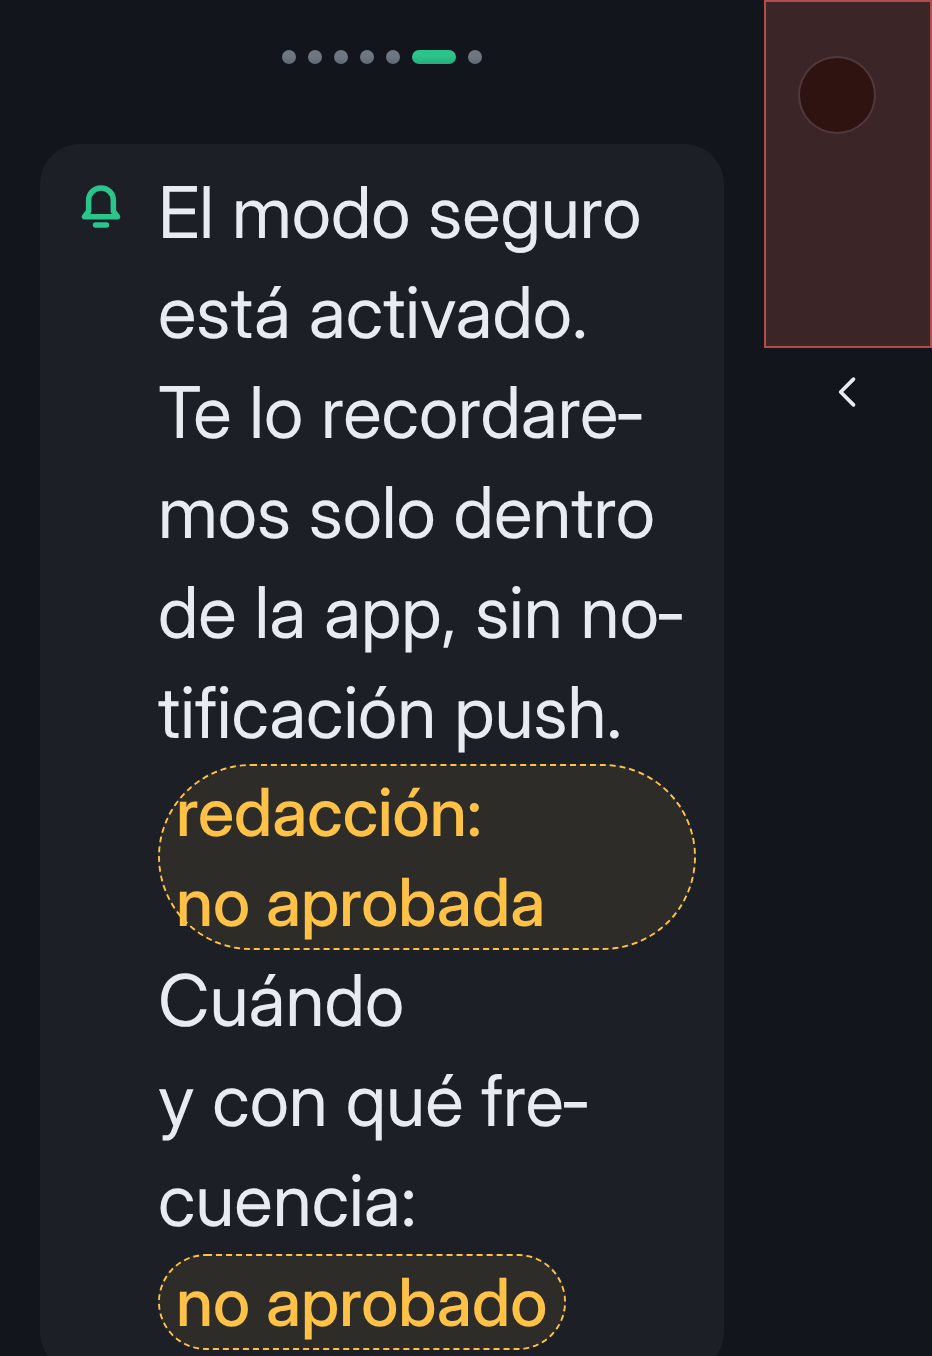 El modo seguro
está activado.
Te lo recordare-
mos solo dentro
de la app, sin no-
tificación push.
redacción:
no aprobada
Cuándo
y con qué fre-
cuencia:
no aprobado